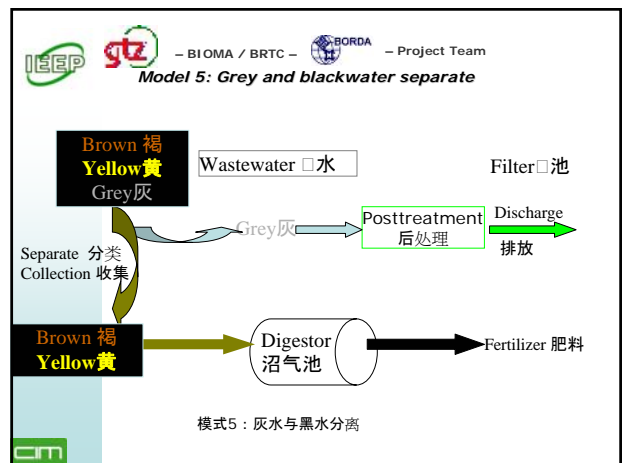 IEEP gtz – BIOMA / BRTC – BORDA – Project Team
Model 5: Grey and blackwater separate
Brown 褐
Yellow黄
Grey灰
Wastewater □水
Filter□池
Grey灰
Posttreatment
后处理
Discharge
排放
Separate 分类
Collection 收集
Brown 褐
Yellow黄
Digestor
沼气池
Fertilizer 肥料
模式5：灰水与黑水分离
cim